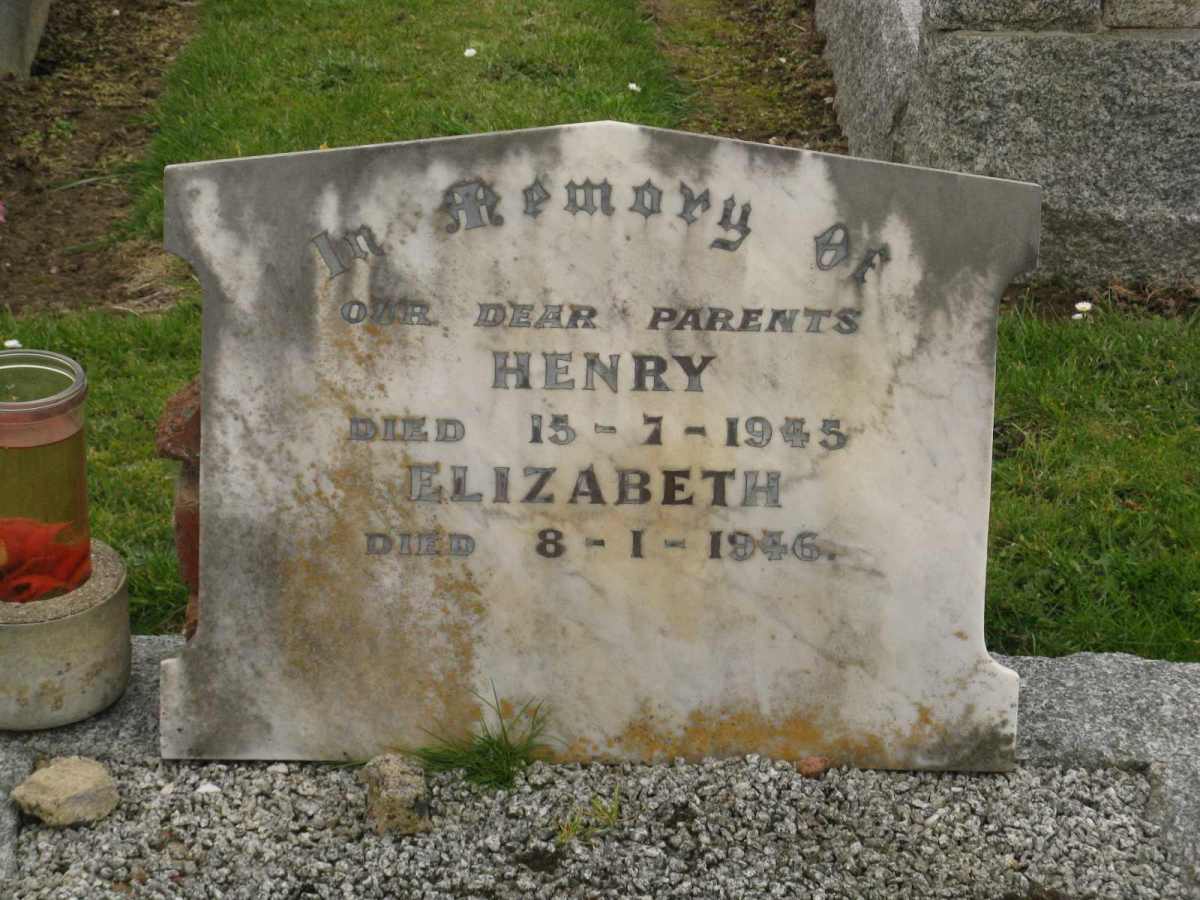 In Memory Of
OUR DEAR PARENTS
HENRY
DIED 15-7-1945
ELIZABETH
DIED 8-1-1946.